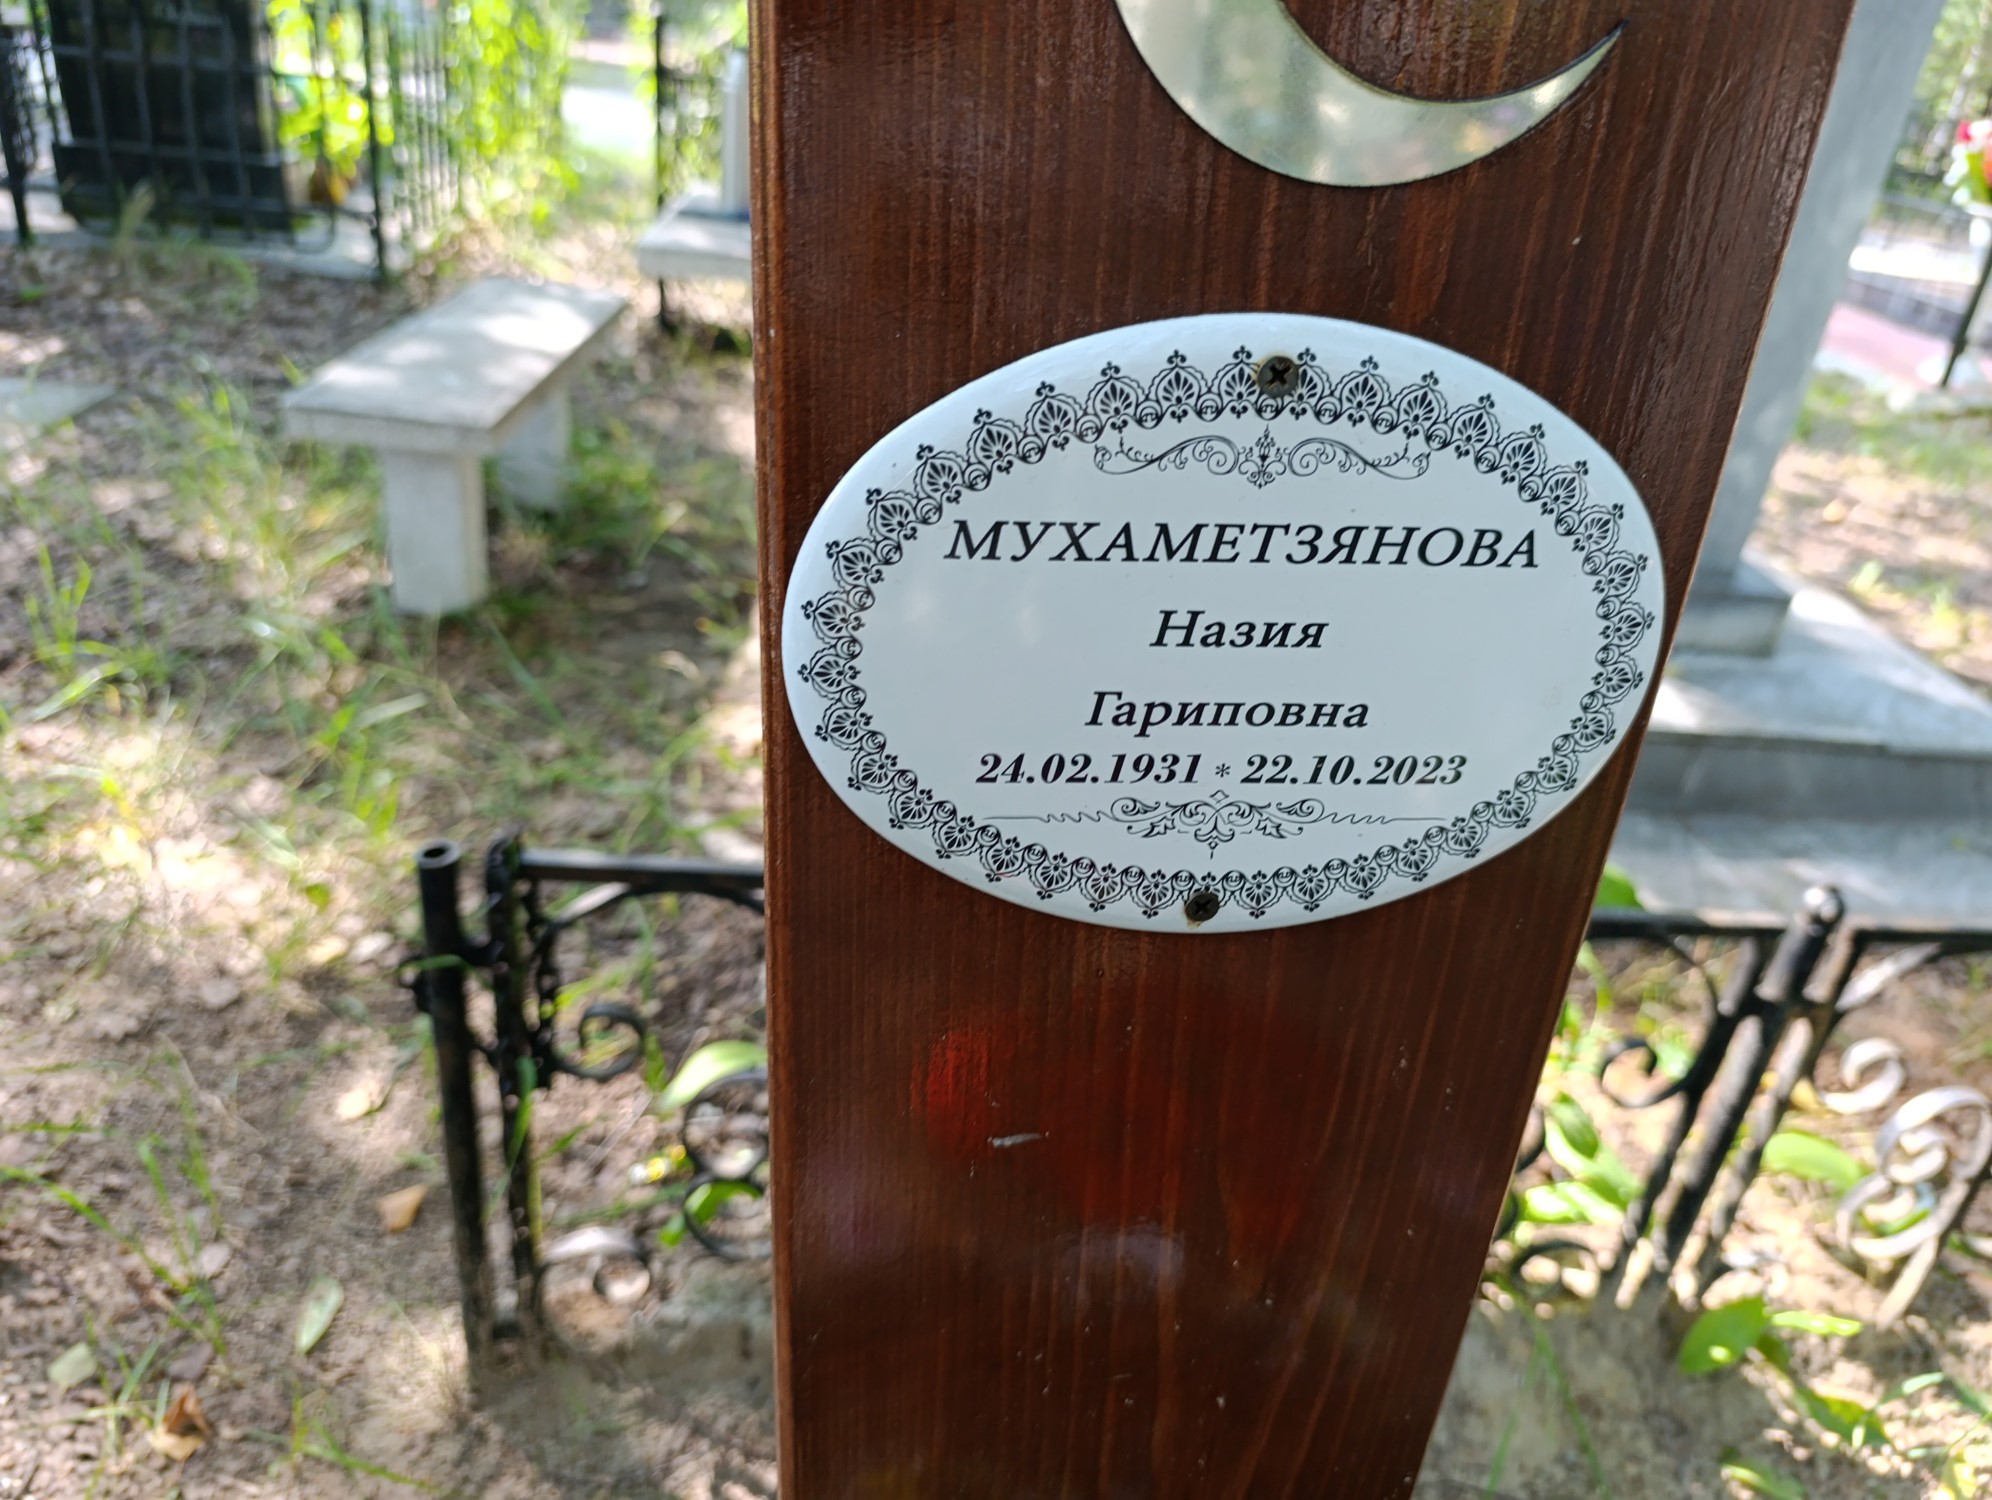 МУХАМЕТЗЯНОВА
Назия
Гариповна
24.02.1931 * 22.10.2023